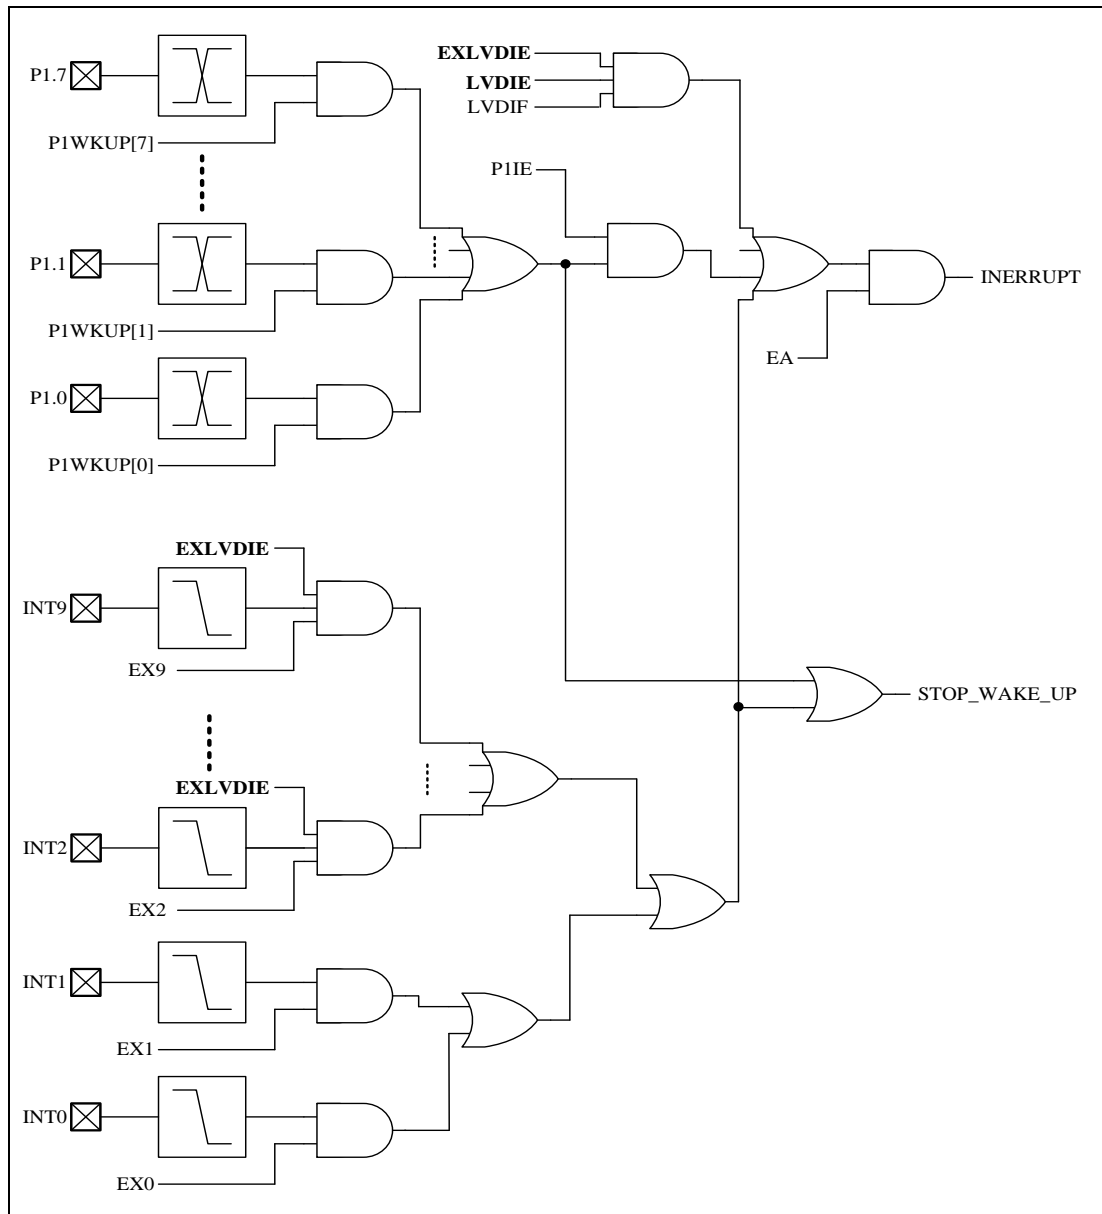 EXLVDIE
P1.7
LVDIE
LVDIF
P1WKUP[7]
P1IE
P1.1
INERRUPT
P1WKUP[1]
EA
P1.0
P1WKUP[0]
EXLVDIE
INT9
EX9
STOP_WAKE_UP
EXLVDIE
INT2
EX2
INT1
EX1
INT0
EX0